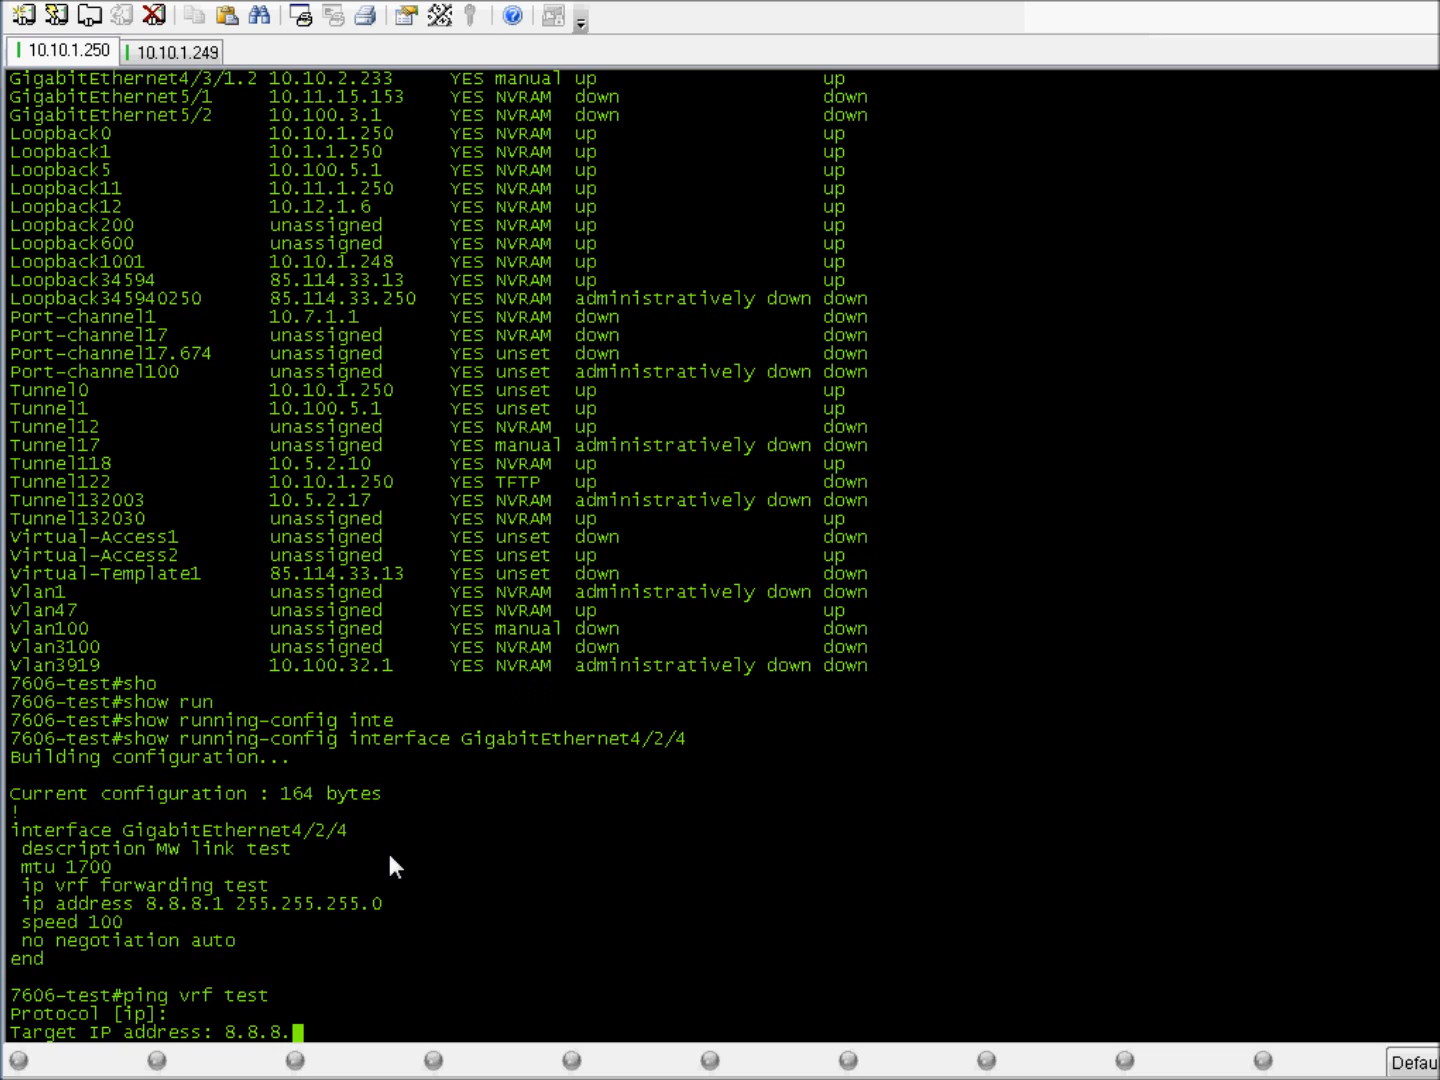 10.10.1.250 10.10.1.249
GigabitEthernet4/3/1.2 10.10.2.233 YES manual up up
GigabitEthernet5/1 10.11.15.153 YES NVRAM down down
GigabitEthernet5/2 10.100.3.1 YES NVRAM down down
Loopback0 10.10.1.250 YES NVRAM up up
Loopback1 10.1.1.250 YES NVRAM up up
Loopback5 10.100.5.1 YES NVRAM up up
Loopback11 10.11.1.250 YES NVRAM up up
Loopback12 10.12.1.6 YES NVRAM up up
Loopback200 unassigned YES NVRAM up up
Loopback600 unassigned YES NVRAM up up
Loopback1001 10.10.1.248 YES NVRAM up up
Loopback34594 85.114.33.13 YES NVRAM up up
Loopback345940250 85.114.33.250 YES NVRAM administratively down down
Port-channel1 10.7.1.1 YES NVRAM down down
Port-channel17 unassigned YES NVRAM down down
Port-channel17.674 unassigned YES unset down down
Port-channel100 unassigned YES unset administratively down down
Tunnel0 10.10.1.250 YES unset up up
Tunnel1 10.100.5.1 YES unset up up
Tunnel12 unassigned YES NVRAM up down
Tunnel17 unassigned YES manual administratively down down
Tunnel118 10.5.2.10 YES NVRAM up up
Tunnel122 10.10.1.250 YES TFTP up down
Tunnel132003 10.5.2.17 YES NVRAM administratively down down
Tunnel132030 unassigned YES NVRAM up up
Virtual-Access1 unassigned YES unset down down
Virtual-Access2 unassigned YES unset up up
Virtual-Template1 85.114.33.13 YES unset down down
Vlan1 unassigned YES NVRAM administratively down down
Vlan47 unassigned YES NVRAM up up
Vlan100 unassigned YES manual down down
Vlan3100 unassigned YES NVRAM down down
Vlan3919 10.100.32.1 YES NVRAM administratively down down
7606-test#sho
7606-test#show run
7606-test#show running-config inte
7606-test#show running-config interface GigabitEthernet4/2/4
Building configuration...
Current configuration : 164 bytes
!
interface GigabitEthernet4/2/4
description MW link test
mtu 1700
ip vrf forwarding test
ip address 8.8.8.1 255.255.255.0
speed 100
no negotiation auto
end
7606-test#ping vrf test
Protocol [ip]:
Target IP address: 8.8.8.
Defau